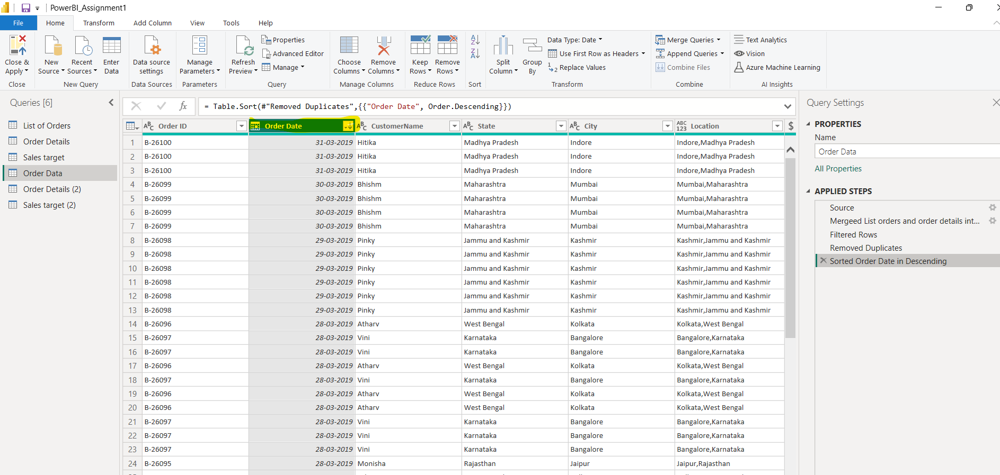 PowerBI_Assignment1
File Home Transform Add Column View Tools Help
Close & Apply
Close
New Source
Recent Sources
Enter Data
New Query
Data source settings
Data Sources
Manage Parameters
Parameters
Refresh Preview
Properties
Advanced Editor
Manage
Query
Choose Columns
Remove Columns
Manage Columns
Keep Rows
Remove Rows
Reduce Rows
Sort
Split Column
Group By
Data Type: Date
Use First Row as Headers
Replace Values
Transform
Merge Queries
Append Queries
Combine Files
Combine
Text Analytics
Vision
Azure Machine Learning
AI Insights
Queries [6]
List of Orders
Order Details
Sales target
Order Data
Order Details (2)
Sales target (2)
fx = Table.Sort(#"Removed Duplicates",{{"Order Date", Order.Descending}})
ABC Order ID Order Date ABC CustomerName ABC State ABC City ABC 123 Location $
1 B-26100 31-03-2019 Hitika Madhya Pradesh Indore Indore,Madhya Pradesh
2 B-26100 31-03-2019 Hitika Madhya Pradesh Indore Indore,Madhya Pradesh
3 B-26100 31-03-2019 Hitika Madhya Pradesh Indore Indore,Madhya Pradesh
4 B-26099 30-03-2019 Bhishm Maharashtra Mumbai Mumbai,Maharashtra
5 B-26099 30-03-2019 Bhishm Maharashtra Mumbai Mumbai,Maharashtra
6 B-26099 30-03-2019 Bhishm Maharashtra Mumbai Mumbai,Maharashtra
7 B-26099 30-03-2019 Bhishm Maharashtra Mumbai Mumbai,Maharashtra
8 B-26098 29-03-2019 Pinky Jammu and Kashmir Kashmir Kashmir,Jammu and Kashmir
9 B-26098 29-03-2019 Pinky Jammu and Kashmir Kashmir Kashmir,Jammu and Kashmir
10 B-26098 29-03-2019 Pinky Jammu and Kashmir Kashmir Kashmir,Jammu and Kashmir
11 B-26098 29-03-2019 Pinky Jammu and Kashmir Kashmir Kashmir,Jammu and Kashmir
12 B-26098 29-03-2019 Pinky Jammu and Kashmir Kashmir Kashmir,Jammu and Kashmir
13 B-26098 29-03-2019 Pinky Jammu and Kashmir Kashmir Kashmir,Jammu and Kashmir
14 B-26096 28-03-2019 Atharv West Bengal Kolkata Kolkata,West Bengal
15 B-26097 28-03-2019 Vini Karnataka Bangalore Bangalore,Karnataka
16 B-26097 28-03-2019 Vini Karnataka Bangalore Bangalore,Karnataka
17 B-26096 28-03-2019 Atharv West Bengal Kolkata Kolkata,West Bengal
18 B-26097 28-03-2019 Vini Karnataka Bangalore Bangalore,Karnataka
19 B-26096 28-03-2019 Atharv West Bengal Kolkata Kolkata,West Bengal
20 B-26096 28-03-2019 Atharv West Bengal Kolkata Kolkata,West Bengal
21 B-26097 28-03-2019 Vini Karnataka Bangalore Bangalore,Karnataka
22 B-26097 28-03-2019 Vini Karnataka Bangalore Bangalore,Karnataka
23 B-26097 28-03-2019 Vini Karnataka Bangalore Bangalore,Karnataka
24 B-26095 28-03-2019 Monisha Rajasthan Jaipur Jaipur,Rajasthan
Query Settings
PROPERTIES
Name
Order Data
All Properties
APPLIED STEPS
Source
Mergeed List orders and order details int...
Filtered Rows
Removed Duplicates
Sorted Order Date in Descending